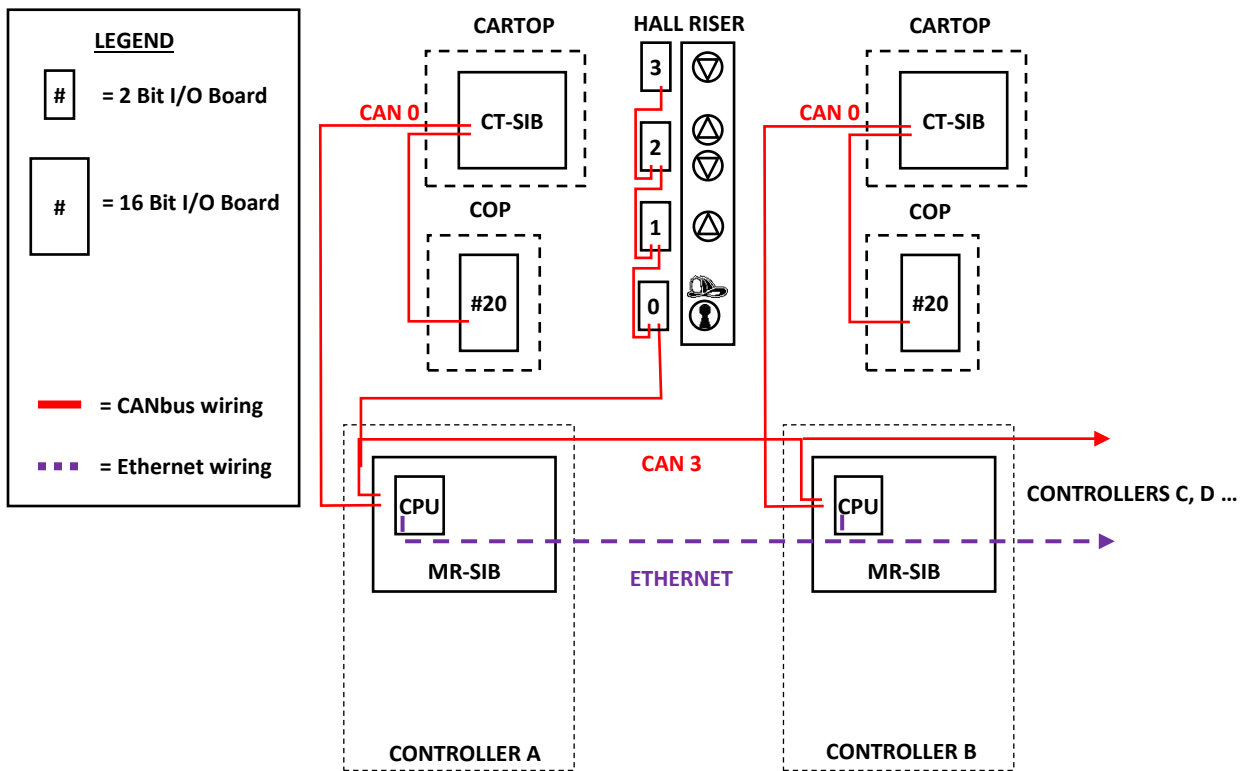 LEGEND
#
= 2 Bit I/O Board
#
= 16 Bit I/O Board
= CANbus wiring
= Ethernet wiring
CARTOP
CT-SIB
CAN 0
COP
#20
HALL RISER
3
2
1
0
CARTOP
CT-SIB
CAN 0
COP
#20
CAN 3
CPU
MR-SIB
ETHERNET
CPU
MR-SIB
CONTROLLERS C, D ...
CONTROLLER A
CONTROLLER B